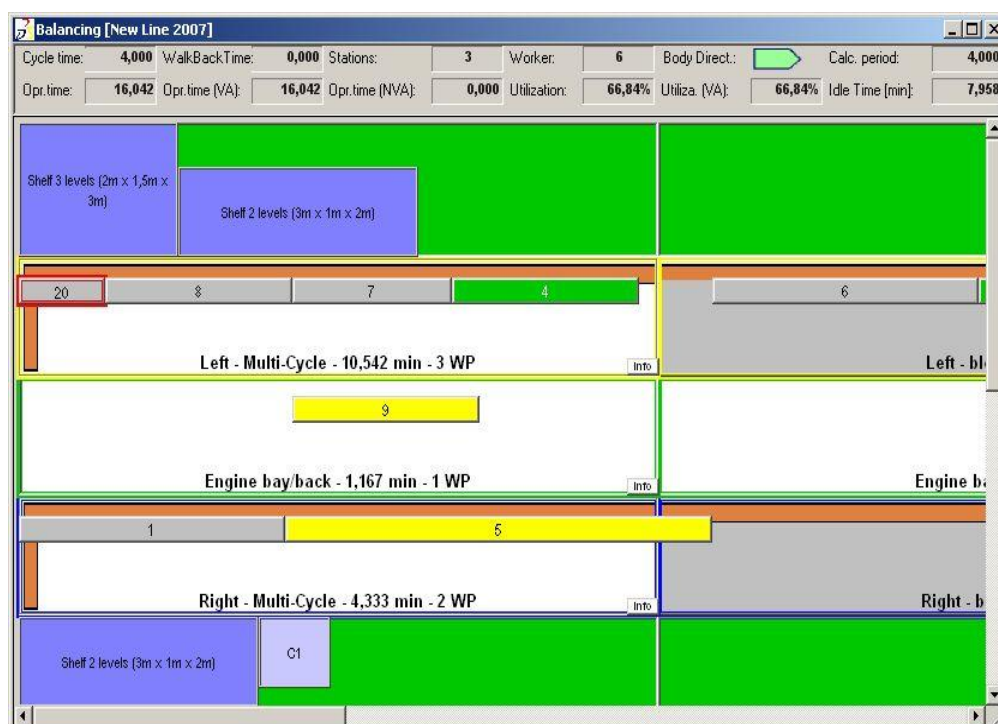 Balancing [New Line 2007]
Cycle time: 4,000 WalkBackTime: 0,000 Stations: 3 Worker: 6 Body Direct.: Calc. period: 4,000
Opr.time: 16,042 Opr.time (VA): 16,042 Opr.time (NVA): 0,000 Utilization: 66,84% Utiliza. (VA): 66,84% Idle Time [min]: 7,958
Shelf 3 levels (2m x 1,5m x
3m)
Shelf 2 levels (3m x 1m x 2m)
20 8 7 4 6
Left - Multi-Cycle - 10,542 min - 3 WP Info Left - bl
9
Engine bay/back - 1,167 min - 1 WP Info Engine ba
1 5
Right - Multi-Cycle - 4,333 min - 2 WP Info Right - b
Shelf 2 levels (3m x 1m x 2m) C1